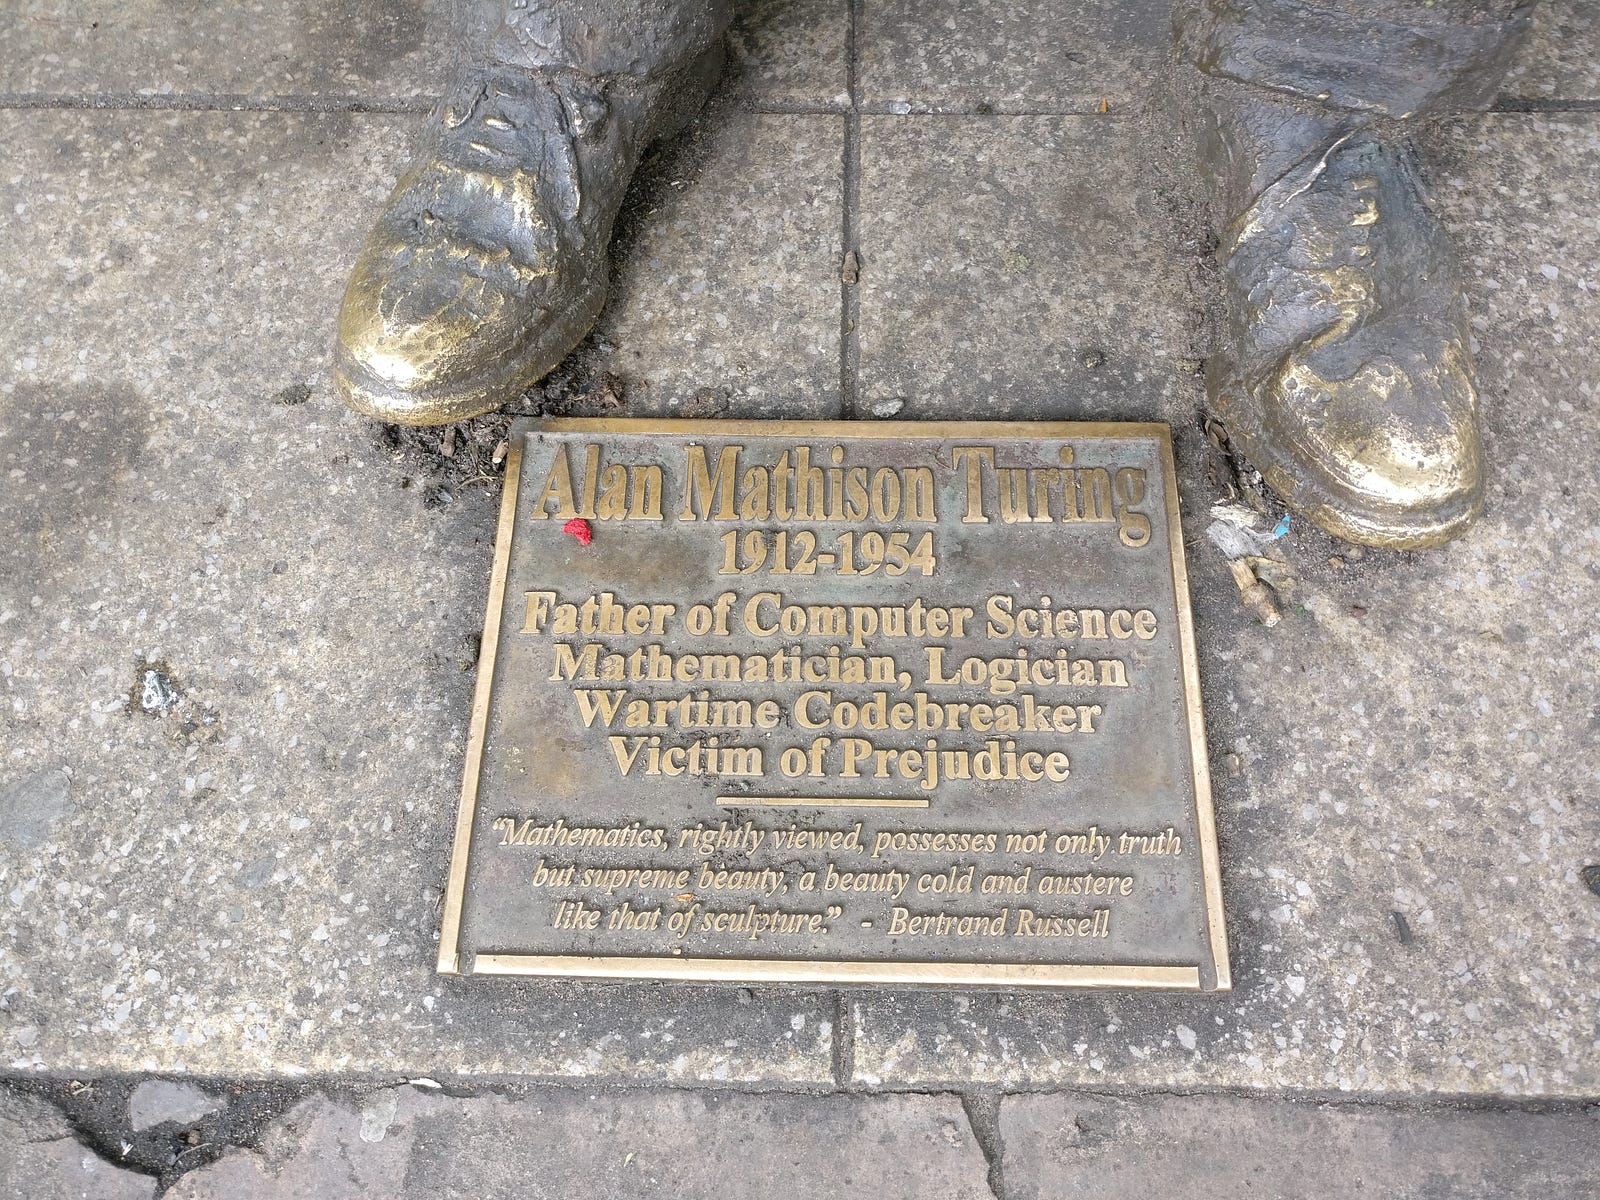 Alan Mathison Turing
1912-1954
Father of Computer Science
Mathematician, Logician
Wartime Codebreaker
Victim of Prejudice
“Mathematics, rightly viewed, possesses not only truth
but supreme beauty, a beauty cold and austere
like that of sculpture.” - Bertrand Russell